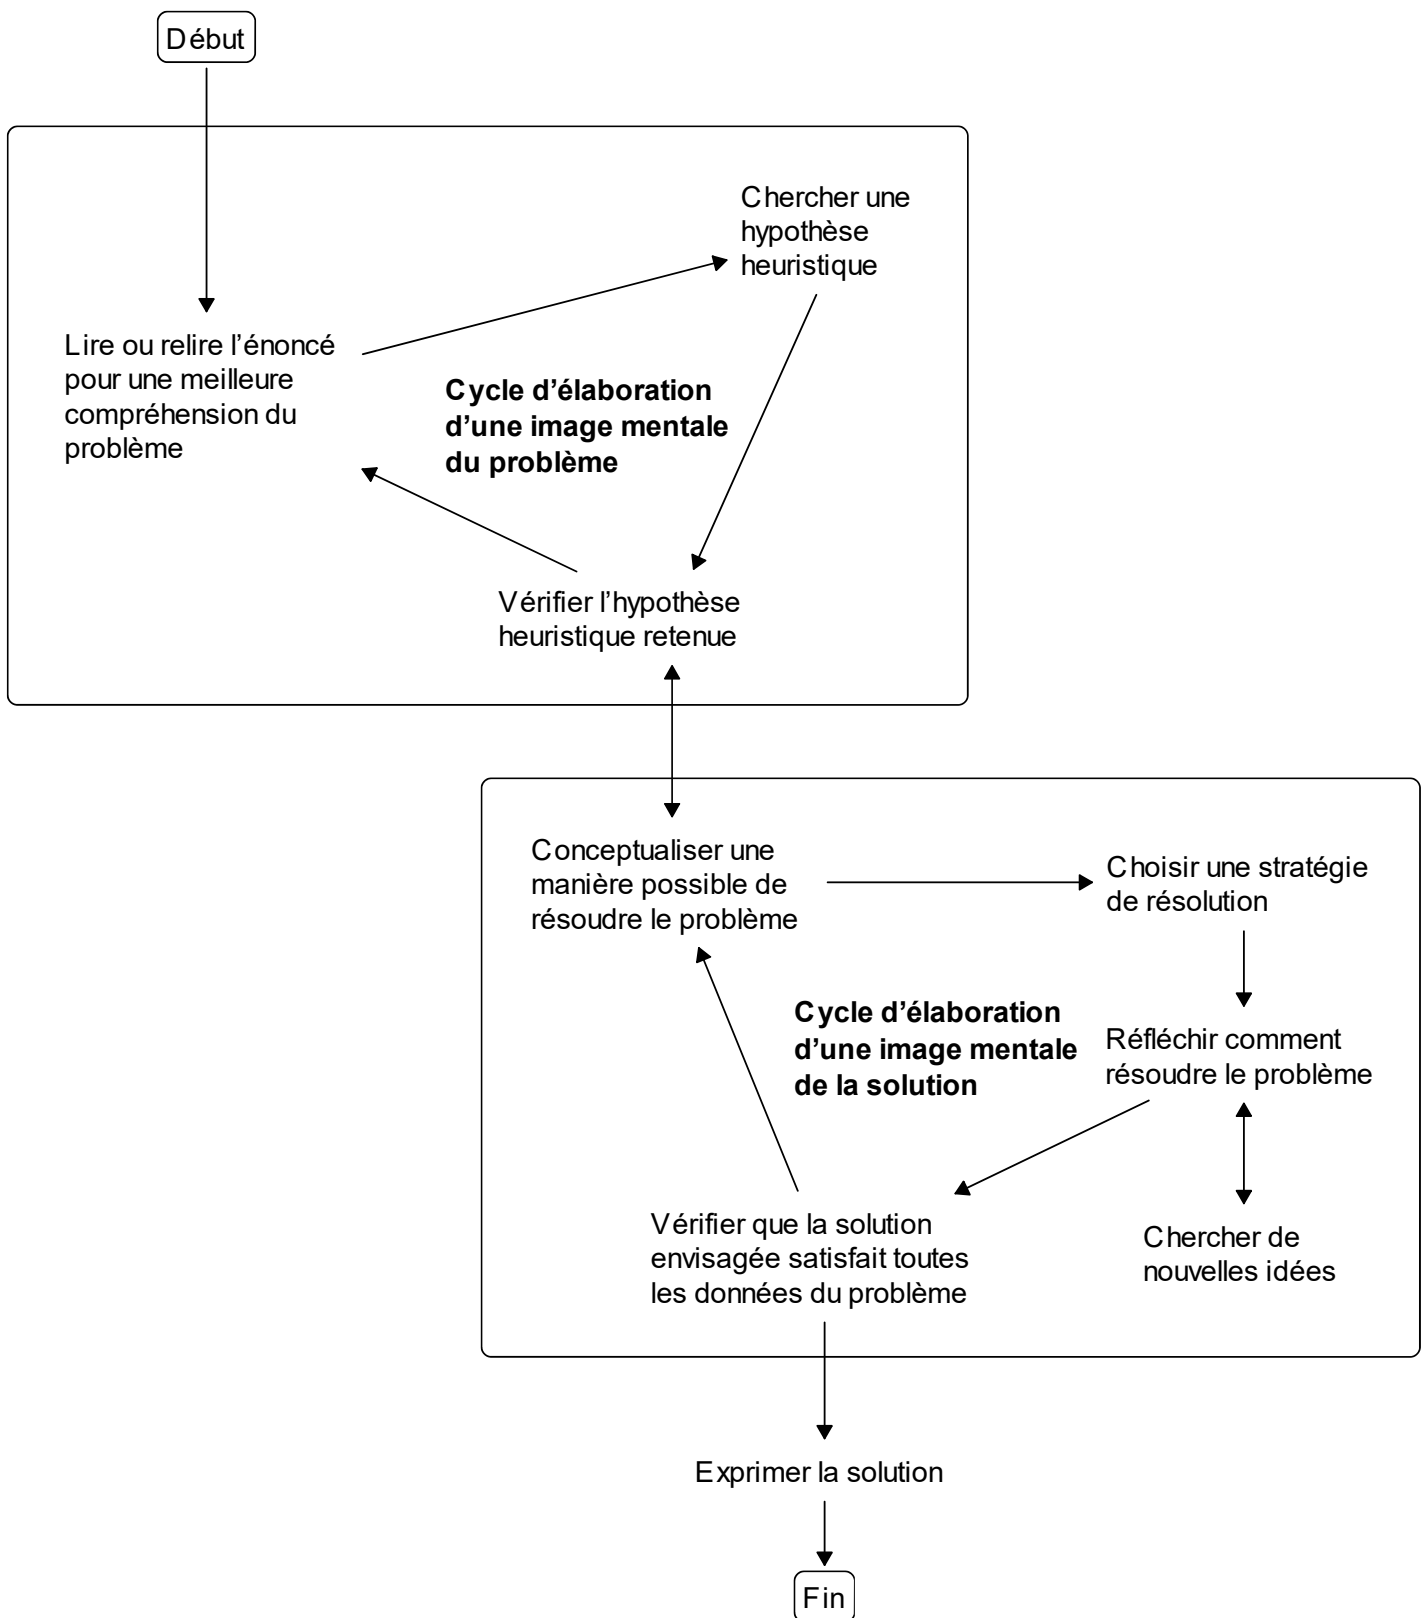 Début
Chercher une
hypothèse
heuristique
Lire ou relire l’énoncé
pour une meilleure
compréhension du
problème
Cycle d’élaboration
d’une image mentale
du problème
Vérifier l’hypothèse
heuristique retenue
Conceptualiser une
manière possible de
résoudre le problème
Choisir une stratégie
de résolution
Cycle d’élaboration
d’une image mentale
de la solution
Réfléchir comment
résoudre le problème
Vérifier que la solution
envisagée satisfait toutes
les données du problème
Chercher de
nouvelles idées
Exprimer la solution
Fin